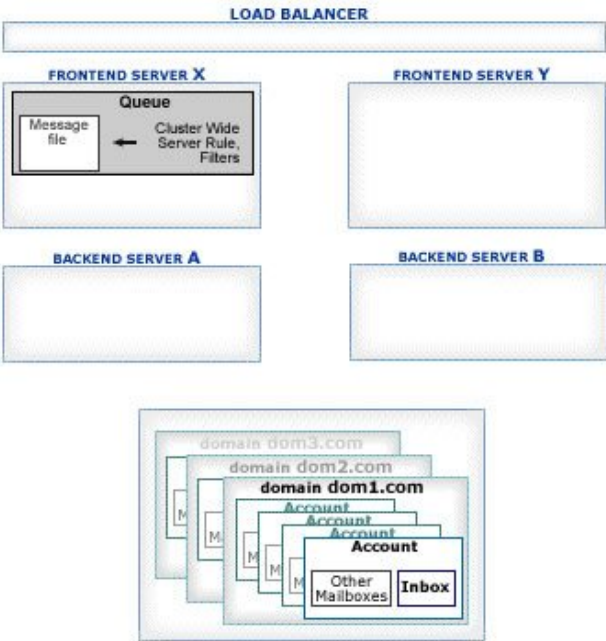 LOAD BALANCER
FRONTEND SERVER X
FRONTEND SERVER Y
Queue
Message
file
Cluster Wide
Server Rule,
Filters
BACKEND SERVER A
BACKEND SERVER B
domain dom3.com
domain dom2.com
domain dom1.com
Account
Account
Account
Account
M
M
M
M
M
Other
Mailboxes
Inbox